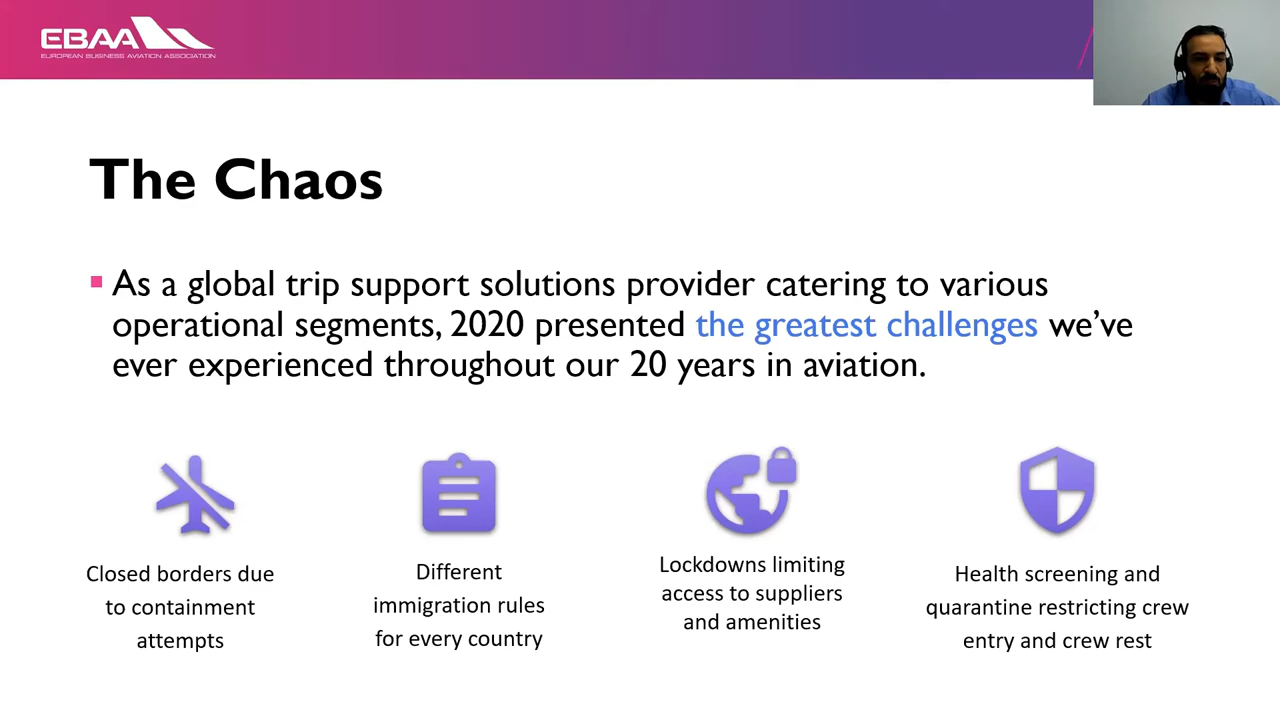 EBAA
EUROPEAN BUSINESS AVIATION ASSOCIATION
The Chaos
As a global trip support solutions provider catering to various
operational segments, 2020 presented the greatest challenges we’ve
ever experienced throughout our 20 years in aviation.
Closed borders due
to containment
attempts
Different
immigration rules
for every country
Lockdowns limiting
access to suppliers
and amenities
Health screening and
quarantine restricting crew
entry and crew rest